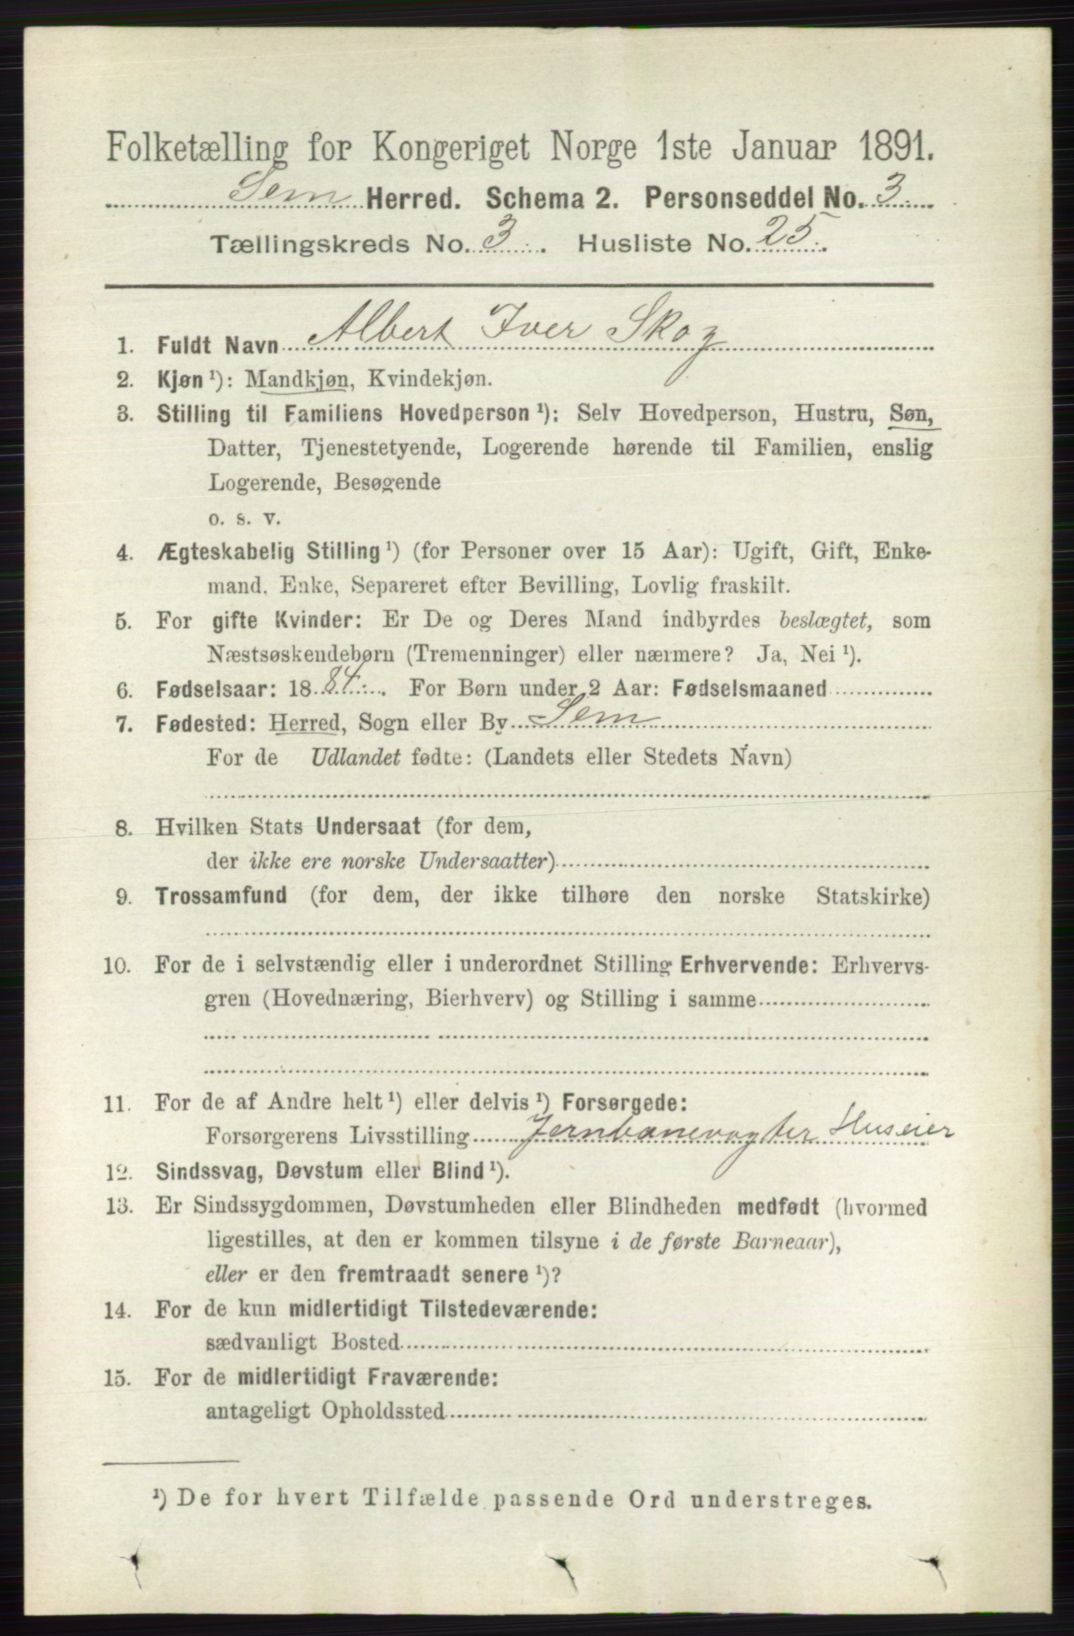 Folketælling for Kongeriget Norge 1ste Januar 1891.
Sem Herred. Schema 2. Personseddel No. 3.
Tællingskreds No. 3. Husliste No. 25.
1. Fuldt Navn Albert Iver Skog
2. Kjøn ¹): Mandkjøn, Kvindekjøn.
3. Stilling til Familiens Hovedperson ¹): Selv Hovedperson, Hustru, Søn,
Datter, Tjenestetyende, Logerende hørende til Familien, enslig
Logerende, Besøgende
o. s. v.
4. Ægteskabelig Stilling ¹) (for Personer over 15 Aar): Ugift, Gift, Enke-
mand, Enke, Separeret efter Bevilling, Lovlig fraskilt.
5. For gifte Kvinder: Er De og Deres Mand indbyrdes beslægtet, som
Næstsøskendebørn (Tremenninger) eller nærmere? Ja, Nei ¹).
6. Fødselsaar: 1884. For Børn under 2 Aar: Fødselsmaaned
7. Fødested: Herred, Sogn eller By Sem
For de Udlandet fødte: (Landets eller Stedets Navn)
8. Hvilken Stats Undersaat (for dem,
der ikke ere norske Undersaatter)
9. Trossamfund (for dem, der ikke tilhøre den norske Statskirke)
10. For de i selvstændig eller i underordnet Stilling Erhvervende: Erhvervs-
gren (Hovednæring, Bierhverv) og Stilling i samme
11. For de af Andre helt ¹) eller delvis ¹) Forsørgede:
Forsørgerens Livsstilling Jernbanevogter Huseier
12. Sindssvag, Døvstum eller Blind ¹).
13. Er Sindssygdommen, Døvstumheden eller Blindheden medfødt (hvormed
ligestilles, at den er kommen tilsyne i de første Barneaar),
eller er den fremtraadt senere ¹)?
14. For de kun midlertidigt Tilstedeværende:
sædvanligt Bosted
15. For de midlertidigt Fraværende:
antageligt Opholdssted
¹) De for hvert Tilfælde passende Ord understreges.